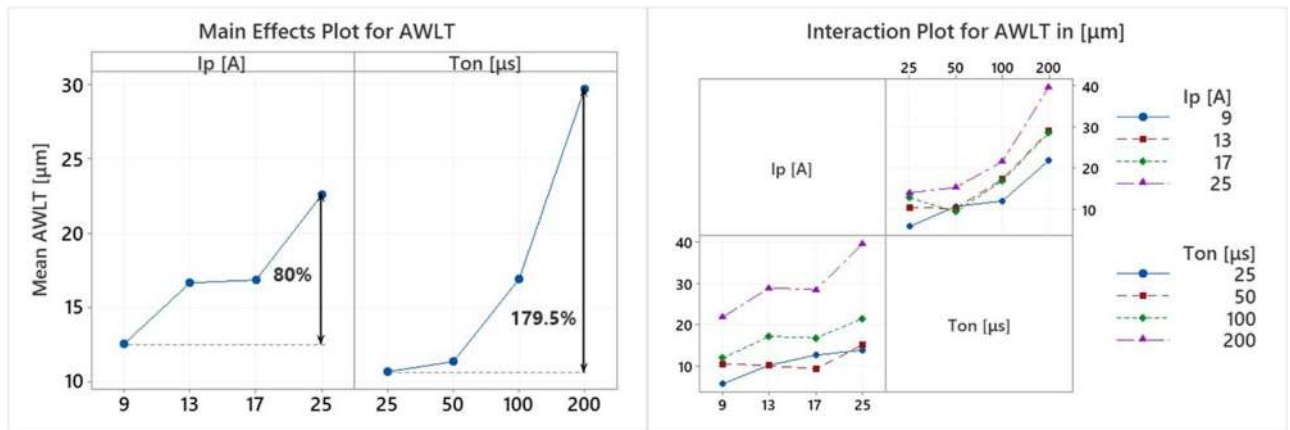 Main Effects Plot for AWLT
Ip [A] Ton [µs]
Mean AWLT [µm]
30
25
20
15
10
80%
179.5%
9 13 17 25 25 50 100 200
Interaction Plot for AWLT in [µm]
25 50 100 200
Ip [A]
40
30
20
10
Ip [A]
9
13
17
25
40
30
20
10
Ton [µs]
Ton [µs]
25
50
100
200
9 13 17 25